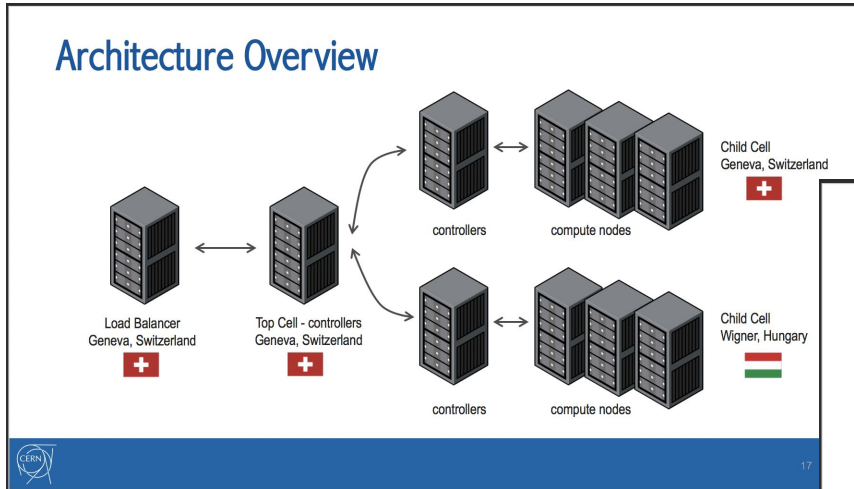 Architecture Overview
Child Cell
Geneva, Switzerland
controllers
compute nodes
Load Balancer
Geneva, Switzerland
Top Cell - controllers
Geneva, Switzerland
Child Cell
Wigner, Hungary
controllers
compute nodes
CERN
17